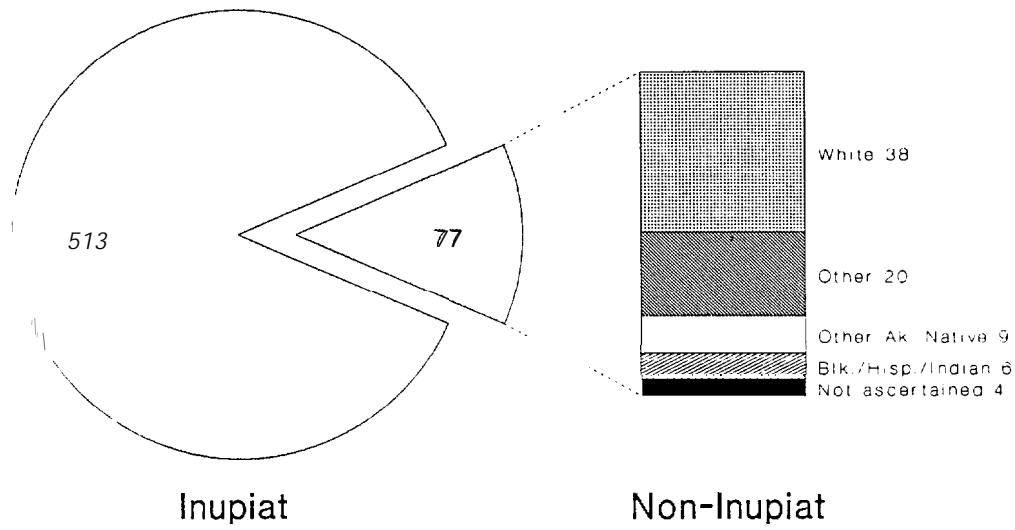 White 38
513
77
Other 20
Other Ak. Native 9
Blk./Hisp./Indian 6
Not ascertained 4
Inupiat
Non-Inupiat